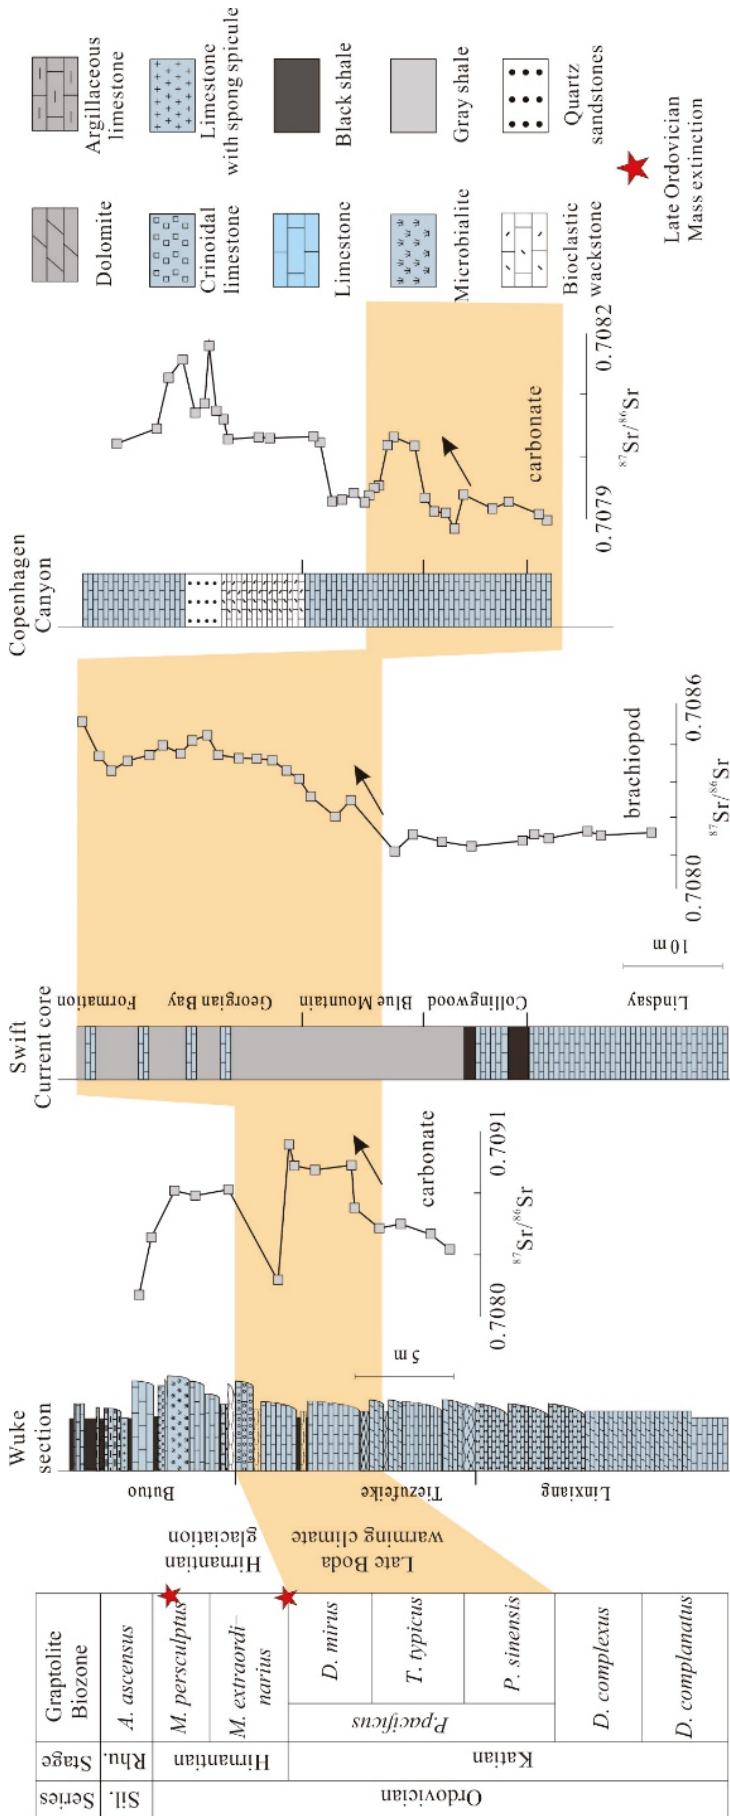 Argillaceous
limestone
Limestone
with spong spicule
Black shale
Gray shale
Quartz
sandstones
Dolomite
Crinoidal
limestone
Limestone
Microbialite
Bioclastic
wackstone
Late Ordovician
Mass extinction
Copenhagen
Canyon
carbonate
0.7079
0.7082
⁸⁷Sr/⁸⁶Sr
Swift
Current core
Formation
Georgian Bay
Blue Mountain
Collingwood
Lindsay
10 m
brachiopod
0.7080
0.7086
⁸⁷Sr/⁸⁶Sr
Wuke
section
Butuo
Tiezufeike
Linxiang
5 m
carbonate
0.7080
0.7091
⁸⁷Sr/⁸⁶Sr
Hirnantian
glaciation
Late Boda
warming climate
Series
Stage
Graptolite
Biozone
Sil.
Rhu.
A. ascensus
Ordovician
Hirnantian
M. persculptus
M. extraordi-
narius
Katian
P.pacificus
D. mirus
T. typicus
P. sinensis
D. complexus
D. complanatus